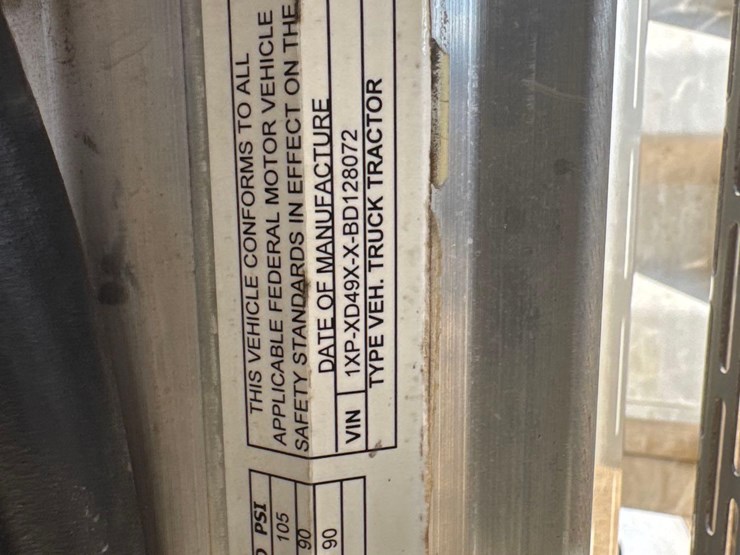 THIS VEHICLE CONFORMS TO ALL
APPLICABLE FEDERAL MOTOR VEHICLE
SAFETY STANDARDS IN EFFECT ON THE
DATE OF MANUFACTURE
VIN 1XP-XD49X-X-BD128072
TYPE VEH. TRUCK TRACTOR
PSI
105
90
90